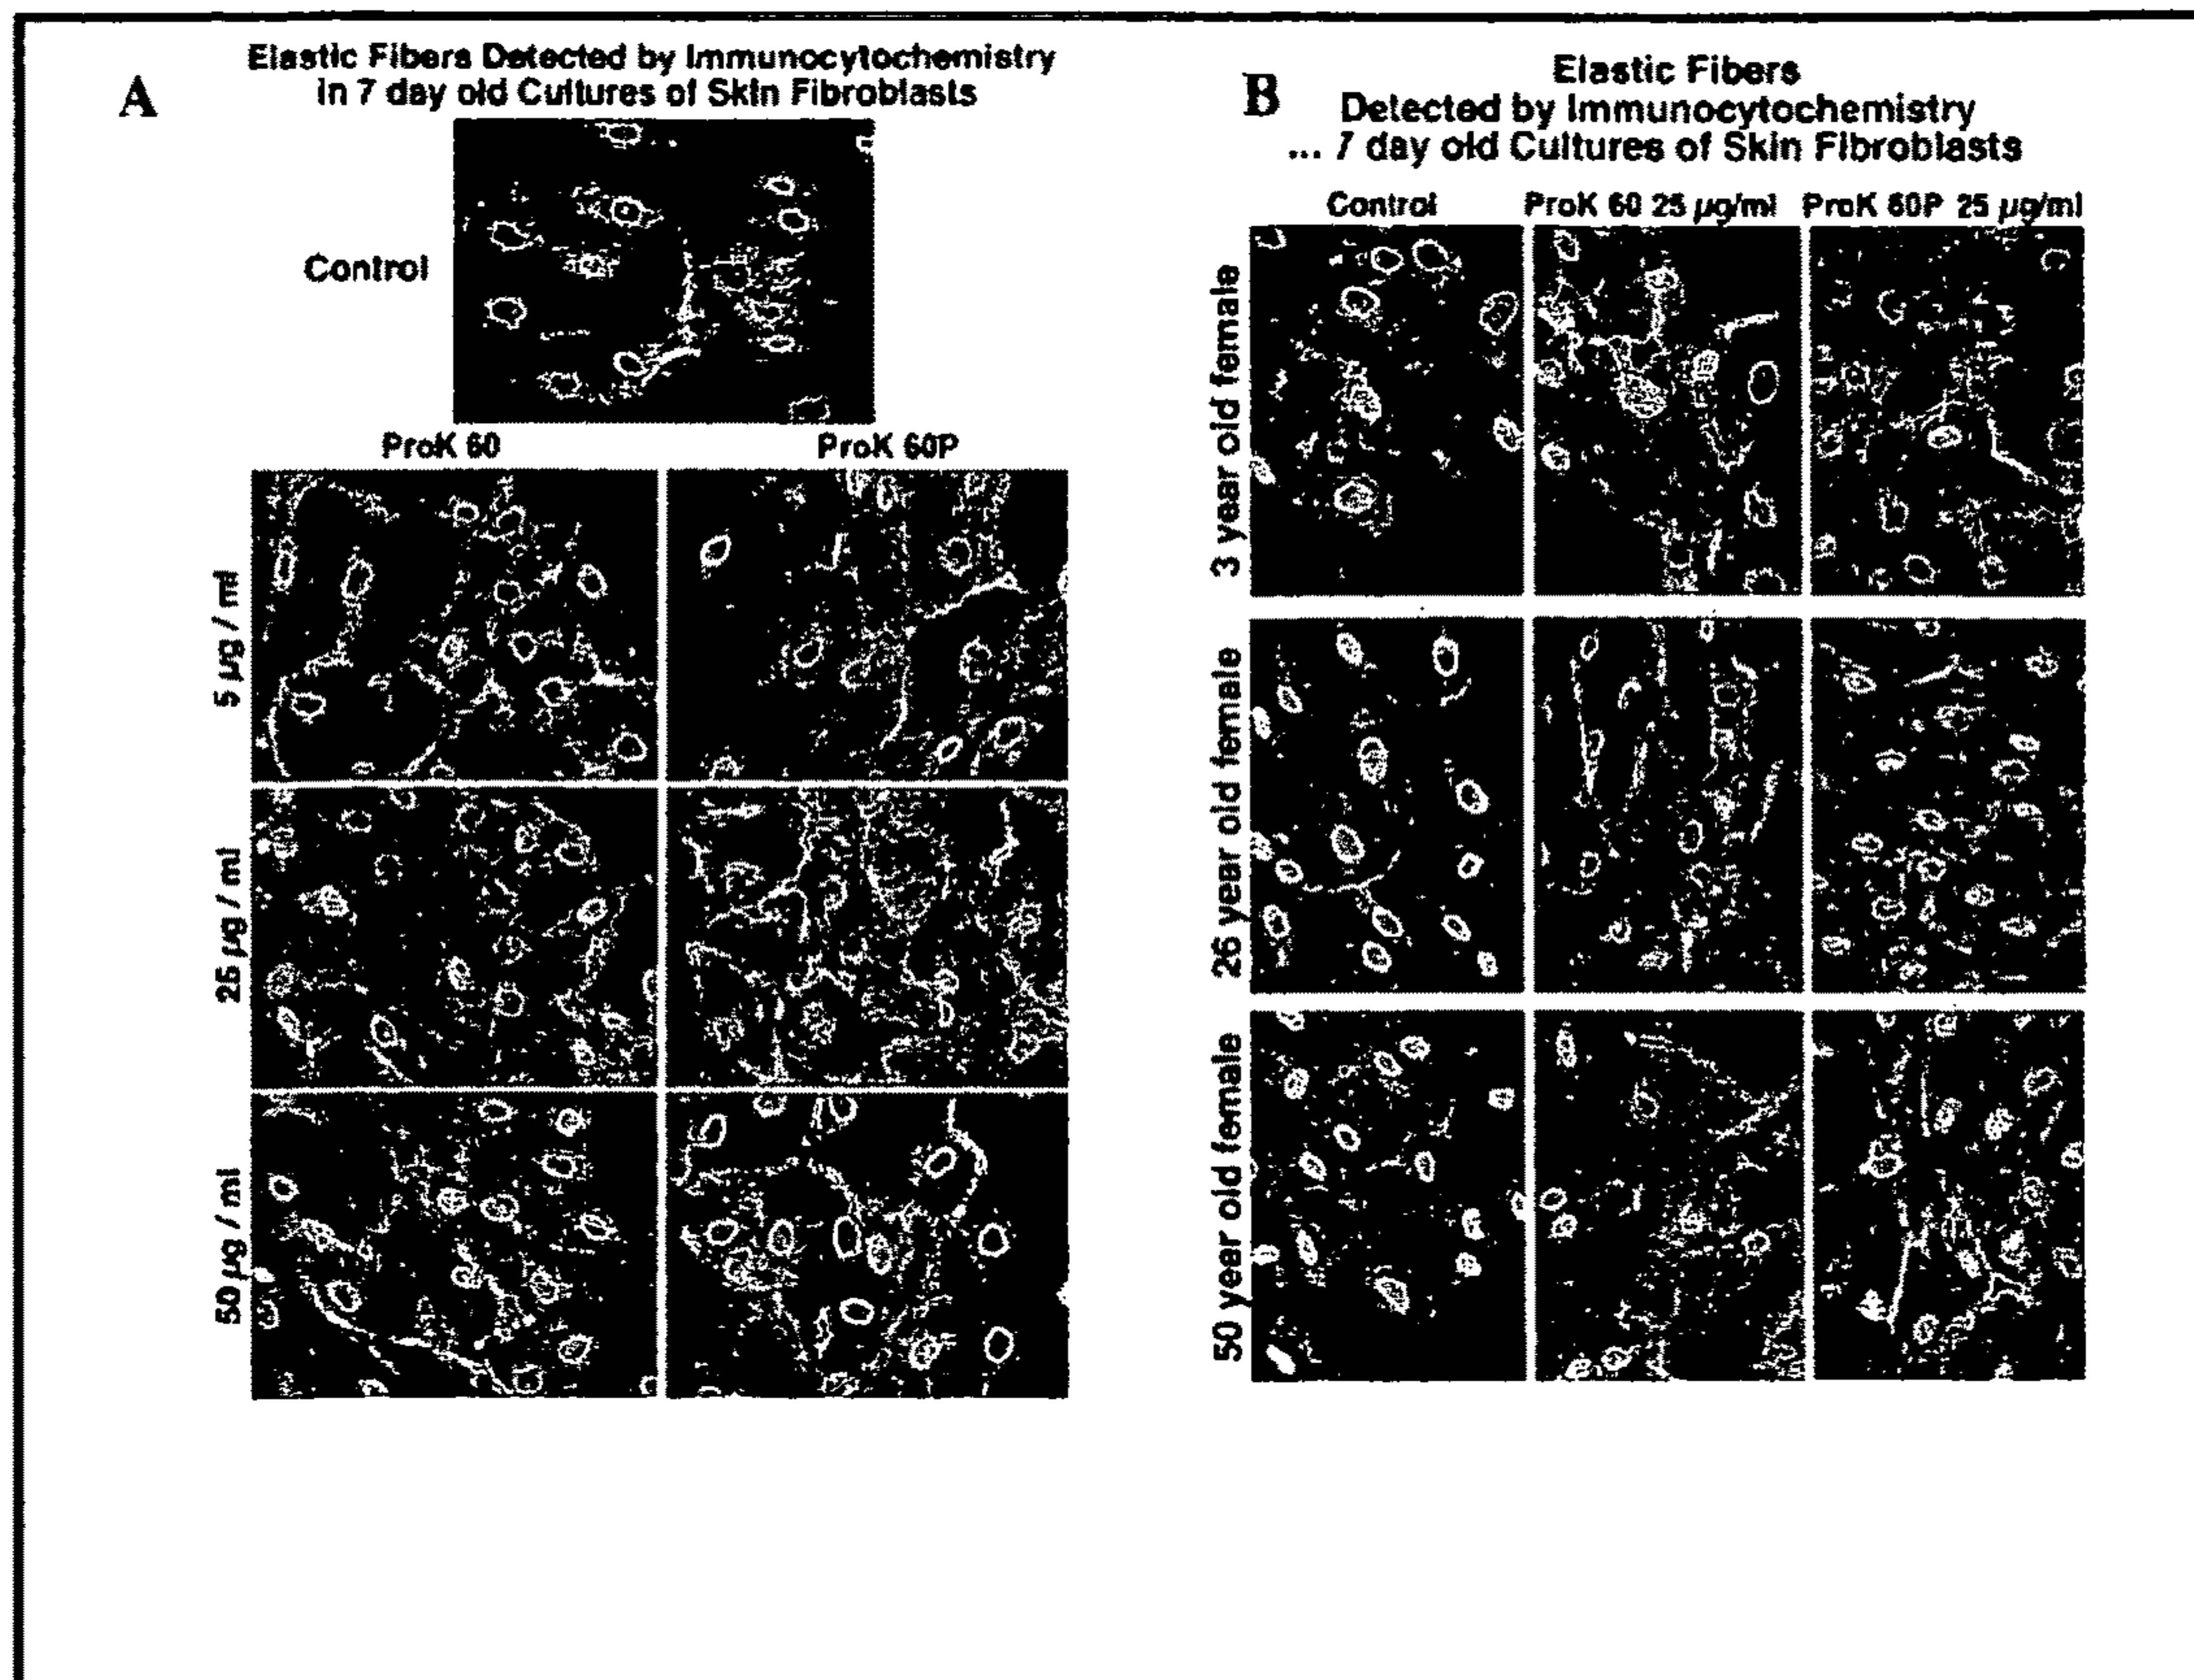 A
Elastic Fibers Detected by Immunocytochemistry
in 7 day old Cultures of Skin Fibroblasts
Control
ProK 60 ProK 60P
5 µg / ml
25 µg / ml
50 µg / ml
B
Elastic Fibers
Detected by Immunocytochemistry
... 7 day old Cultures of Skin Fibroblasts
Control ProK 60 25 µg/ml ProK 60P 25 µg/ml
3 year old female
26 year old female
50 year old female